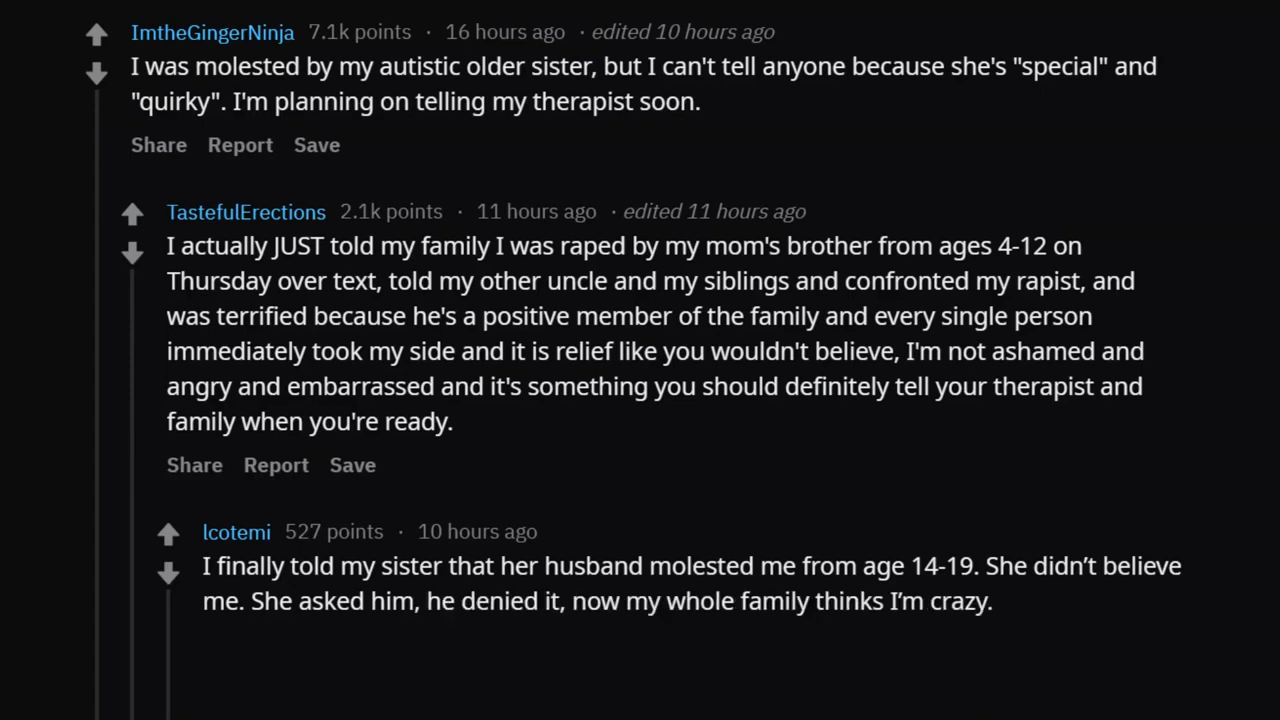 ImtheGingerNinja 7.1k points · 16 hours ago · edited 10 hours ago
I was molested by my autistic older sister, but I can't tell anyone because she's "special" and
"quirky". I'm planning on telling my therapist soon.
Share Report Save
TastefulErections 2.1k points · 11 hours ago · edited 11 hours ago
I actually JUST told my family I was raped by my mom's brother from ages 4-12 on
Thursday over text, told my other uncle and my siblings and confronted my rapist, and
was terrified because he's a positive member of the family and every single person
immediately took my side and it is relief like you wouldn't believe, I'm not ashamed and
angry and embarrassed and it's something you should definitely tell your therapist and
family when you're ready.
Share Report Save
lcotemi 527 points · 10 hours ago
I finally told my sister that her husband molested me from age 14-19. She didn’t believe
me. She asked him, he denied it, now my whole family thinks I’m crazy.